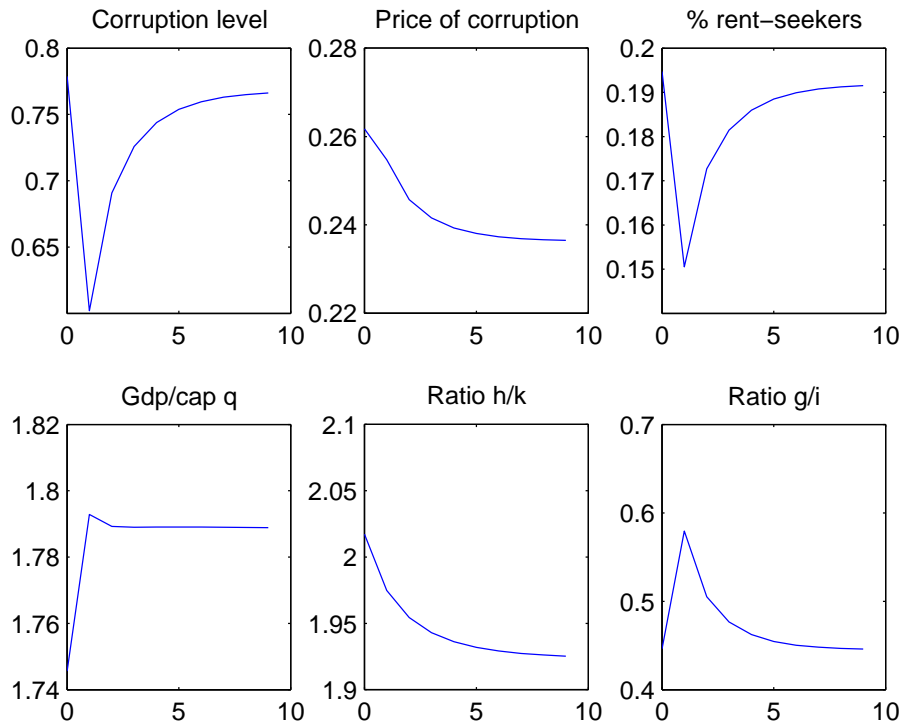 Corruption level
Price of corruption
% rent−seekers
0.8
0.75
0.7
0.65
0 5 10
0.28
0.26
0.24
0.22
0 5 10
0.2
0.19
0.18
0.17
0.16
0.15
0 5 10
Gdp/cap q
Ratio h/k
Ratio g/i
1.82
1.8
1.78
1.76
1.74
0 5 10
2.1
2.05
2
1.95
1.9
0 5 10
0.7
0.6
0.5
0.4
0 5 10